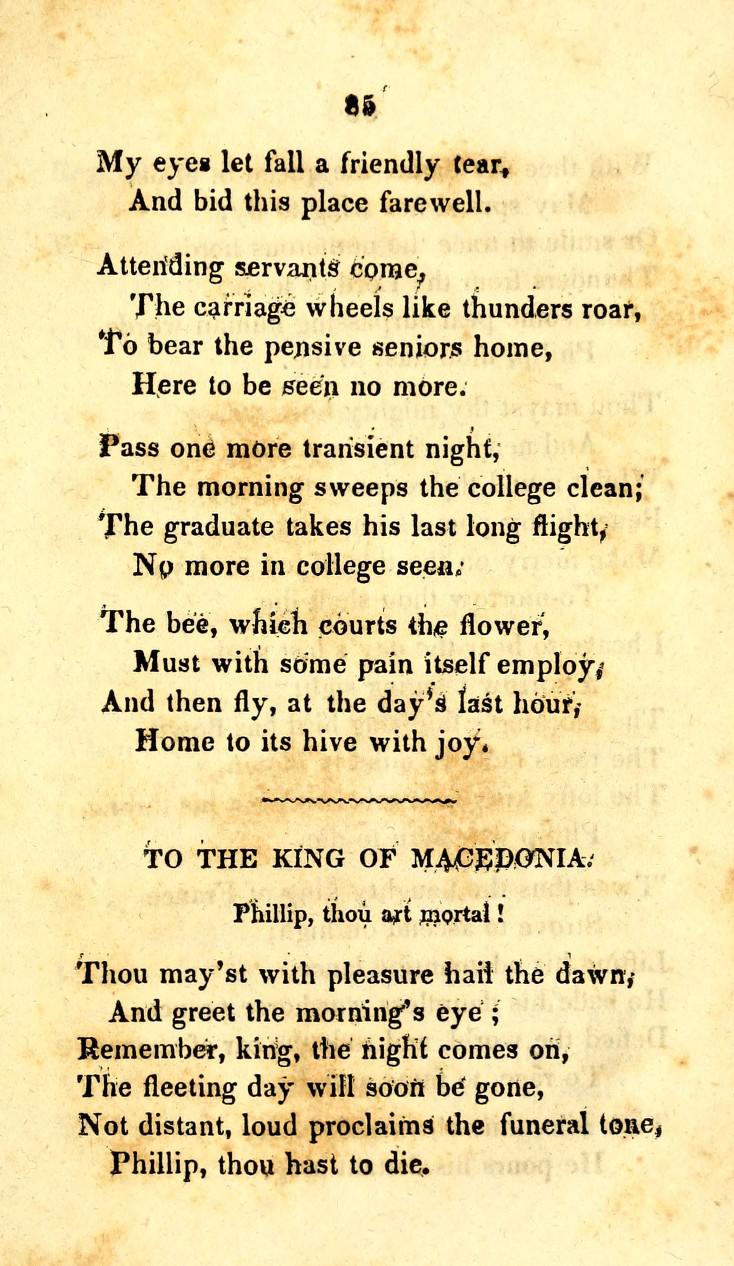 85
My eyes let fall a friendly tear,
And bid this place farewell.
Attending servants come,
The carriage wheels like thunders roar,
To bear the pensive seniors home,
Here to be seen no more.
Pass one more transient night,
The morning sweeps the college clean;
The graduate takes his last long flight,
No more in college seen.
The bee, which courts the flower,
Must with some pain itself employ,
And then fly, at the day's last hour,
Home to its hive with joy.
TO THE KING OF MACEDONIA.
Phillip, thou art mortal!
Thou may'st with pleasure hail the dawn,
And greet the morning's eye;
Remember, king, the night comes on,
The fleeting day will soon be gone,
Not distant, loud proclaims the funeral tone,
Phillip, thou hast to die.